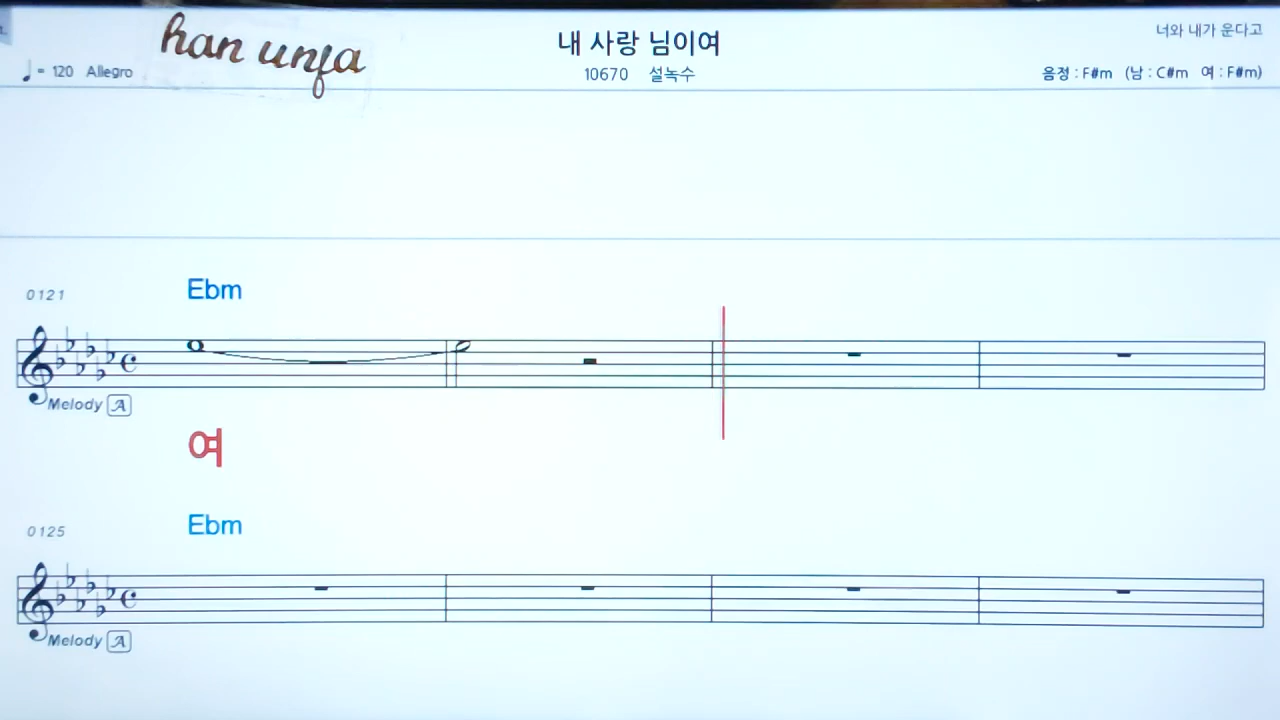 han unfa
내 사랑 님이여
너와 내가 운다고
♩= 120 Allegro
10670 설녹수
음정 : F#m (남 : C#m 여 : F#m)
0121
Ebm
Melody A
여
0125
Ebm
Melody A